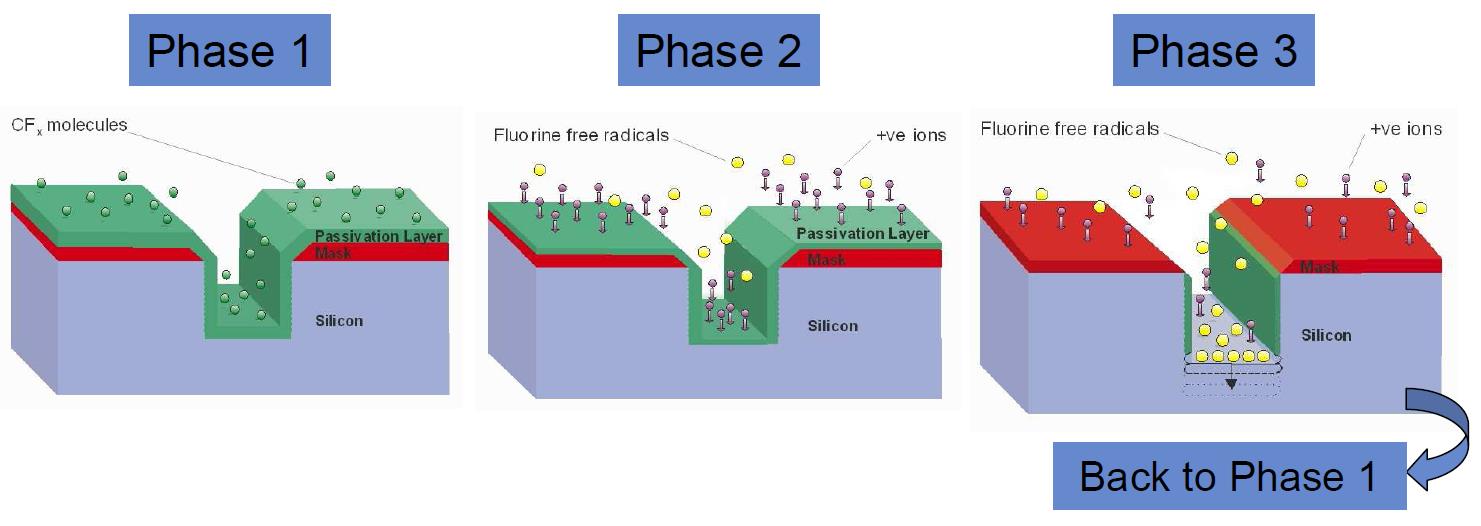 Phase 1
Phase 2
Phase 3
CFx molecules
Passivation Layer
Mask
Silicon
Fluorine free radicals
+ve ions
Passivation Layer
Mask
Silicon
Fluorine free radicals
+ve ions
Mask
Silicon
Back to Phase 1